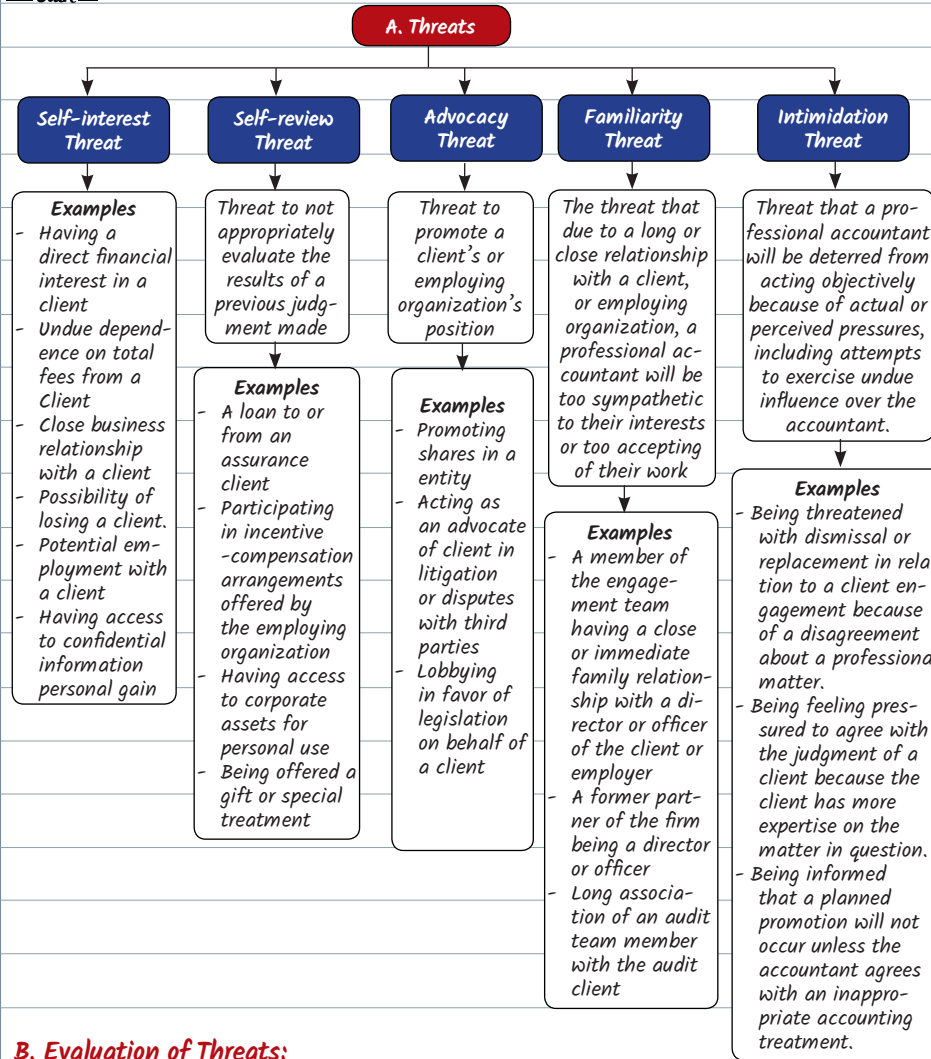 A. Threats
Self-interest
Threat
Self-review
Threat
Advocacy
Threat
Familiarity
Threat
Intimidation
Threat
Examples
- Having a
direct financial
interest in a
client
- Undue depend-
ence on total
fees from a
Client
- Close business
relationship
with a client
- Possibility of
losing a client.
- Potential em-
ployment with
a client
- Having access
to confidential
information
personal gain
Threat to not
appropriately
evaluate the
results of a
previous judg-
ment made
Examples
- A loan to or
from an
assurance
client
- Participating
in incentive
-compensation
arrangements
offered by
the employing
organization
- Having access
to corporate
assets for
personal use
- Being offered a
gift or special
treatment
Threat to
promote a
client's or
employing
organization's
position
Examples
- Promoting
shares in a
entity
- Acting as
an advocate
of client in
litigation
or disputes
with third
parties
- Lobbying
in favor of
legislation
on behalf of
a client
The threat that
due to a long or
close relationship
with a client,
or employing
organization, a
professional ac-
countant will be
too sympathetic
to their interests
or too accepting
of their work
Examples
- A member of
the engage-
ment team
having a close
or immediate
family relation-
ship with a di-
rector or officer
of the client or
employer
- A former part-
ner of the firm
being a director
or officer
- Long associa-
tion of an audit
team member
with the audit
client
Threat that a pro-
fessional accountant
will be deterred from
acting objectively
because of actual or
perceived pressures,
including attempts
to exercise undue
influence over the
accountant.
Examples
- Being threatened
with dismissal or
replacement in rela
tion to a client en-
gagement because
of a disagreement
about a professiona
matter.
- Being feeling pres-
sured to agree with
the judgment of a
client because the
client has more
expertise on the
matter in question.
- Being informed
that a planned
promotion will not
occur unless the
accountant agrees
with an inappro-
priate accounting
treatment.
B. Evaluation of Threats: